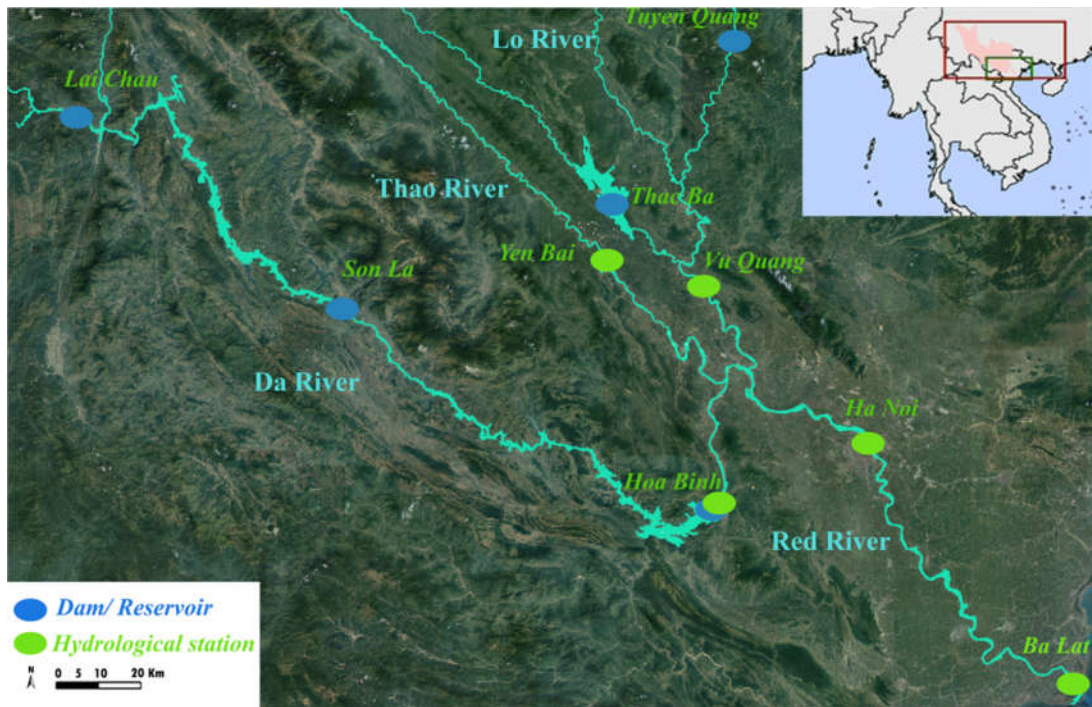 Tuyen Quang
Lo River
Lai Chau
Thao River
Thac Ba
Yen Bai
Vu Quang
Son La
Da River
Ha Noi
Hoa Binh
Red River
Dam/ Reservoir
Hydrological station
Ba Lat
N
0 5 10 20 Km